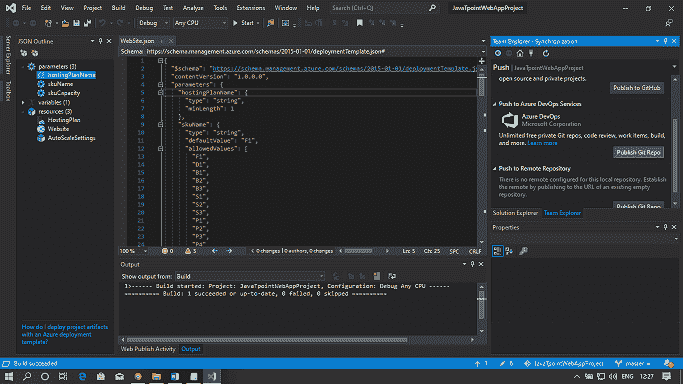 File Edit View Project Build Debug Test Analyze Tools Extensions Window Help Search (Ctrl+Q) JavaTpointWebAppProject
Debug Any CPU Start
Server Explorer
Toolbox
JSON Outline
parameters (3)
hostingPlanName
skuName
skuCapacity
variables (1)
resources (3)
HostingPlan
Website
AutoScaleSettings
How do I deploy project artifacts
with an Azure deployment
template?
WebSite.json
Schema: https://schema.management.azure.com/schemas/2015-01-01/deploymentTemplate.json#
1 {
2 "$schema": "https://schema.management.azure.com/schemas/2015-01-01/deploymentTemplate.j
3 "contentVersion": "1.0.0.0",
4 "parameters": {
5 "hostingPlanName": {
6 "type": "string",
7 "minLength": 1
8 },
9 "skuName": {
10 "type": "string",
11 "defaultValue": "F1",
12 "allowedValues": [
13 "F1",
14 "D1",
15 "B1",
16 "B2",
17 "B3",
18 "S1",
19 "S2",
20 "S3",
21 "P1",
22 "P2",
23 "P3",
24 "P4"
100 % 0 5 0 changes | 0 authors, 0 changes Ln: 5 Ch: 25 SPC CRLF
Output
Show output from: Build
1>------ Build started: Project: JavaTpointWebAppProject, Configuration: Debug Any CPU ------
========== Build: 1 succeeded or up-to-date, 0 failed, 0 skipped ==========
Web Publish Activity Output
Team Explorer - Synchronization
Push | JavaTpointWebAppProject
open source and private projects.
Publish to GitHub
Push to Azure DevOps Services
Azure DevOps
Microsoft Corporation
Unlimited free private Git repos, code review, work items, build,
and more. Learn more.
Publish Git Repo
Push to Remote Repository
There is no remote configured for this local repository. Establish
the remote by publishing to the URL of an existing empty
repository.
Publish Git Repo
Solution Explorer Team Explorer
Properties
Build succeeded 1 6 JavaTpointWebAppProject master
ENG 12:27